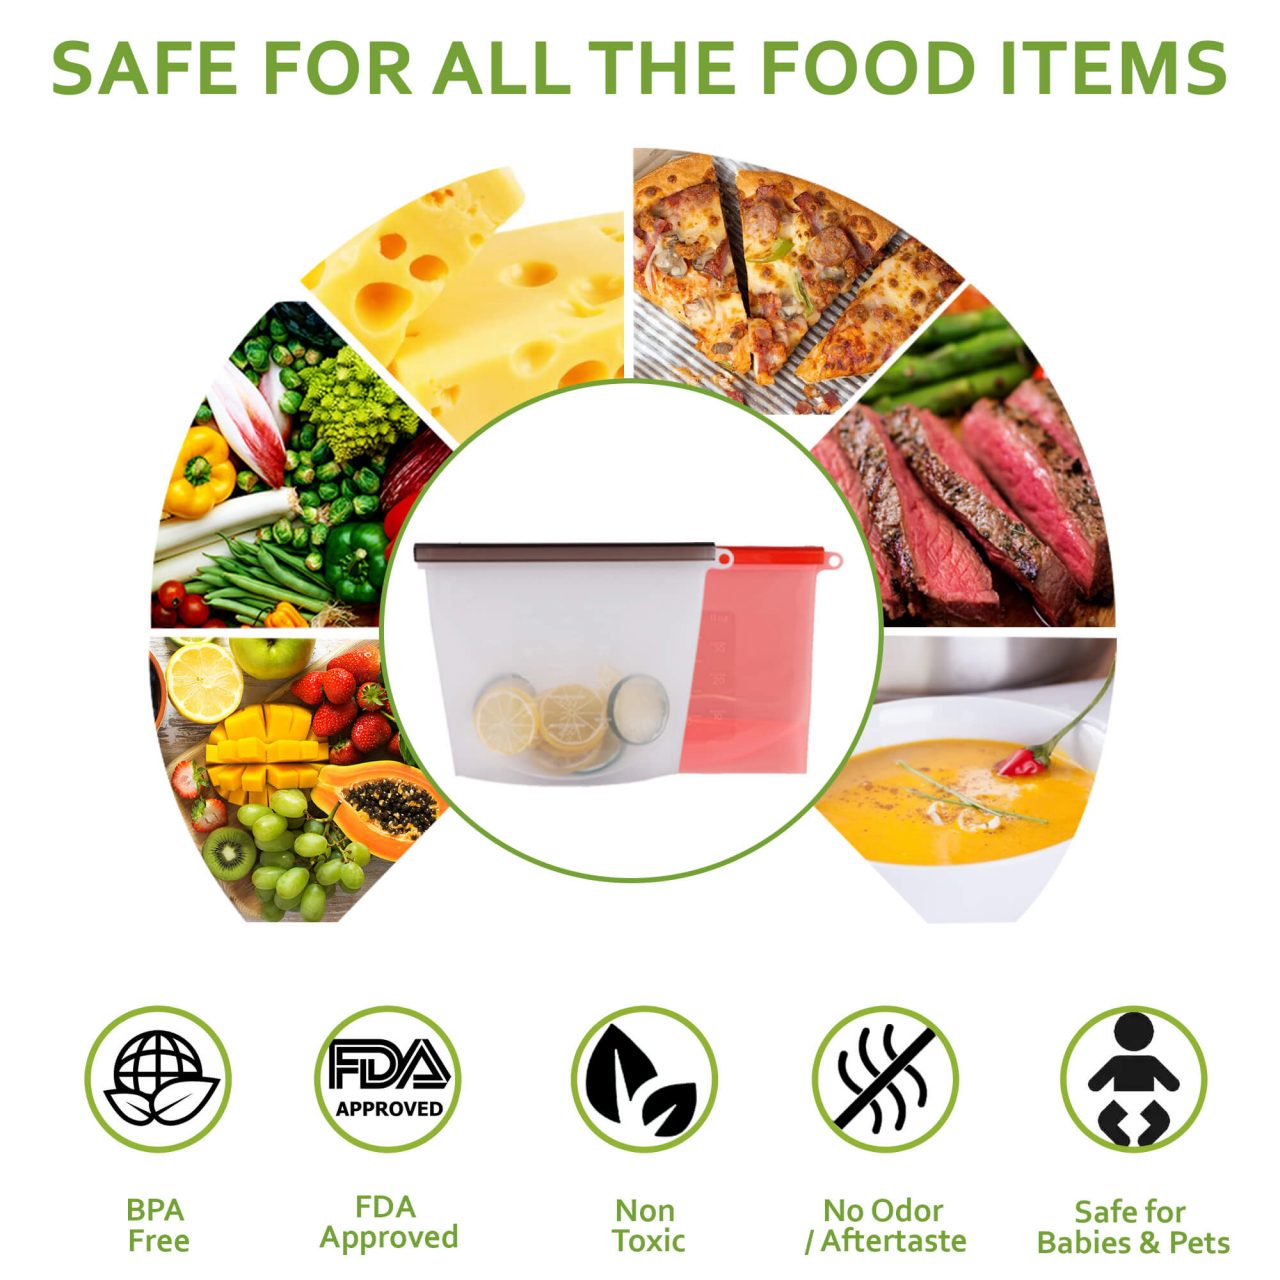 SAFE FOR ALL THE FOOD ITEMS
FDA
APPROVED
BPA
Free
FDA
Approved
Non
Toxic
No Odor
/ Aftertaste
Safe for
Babies & Pets